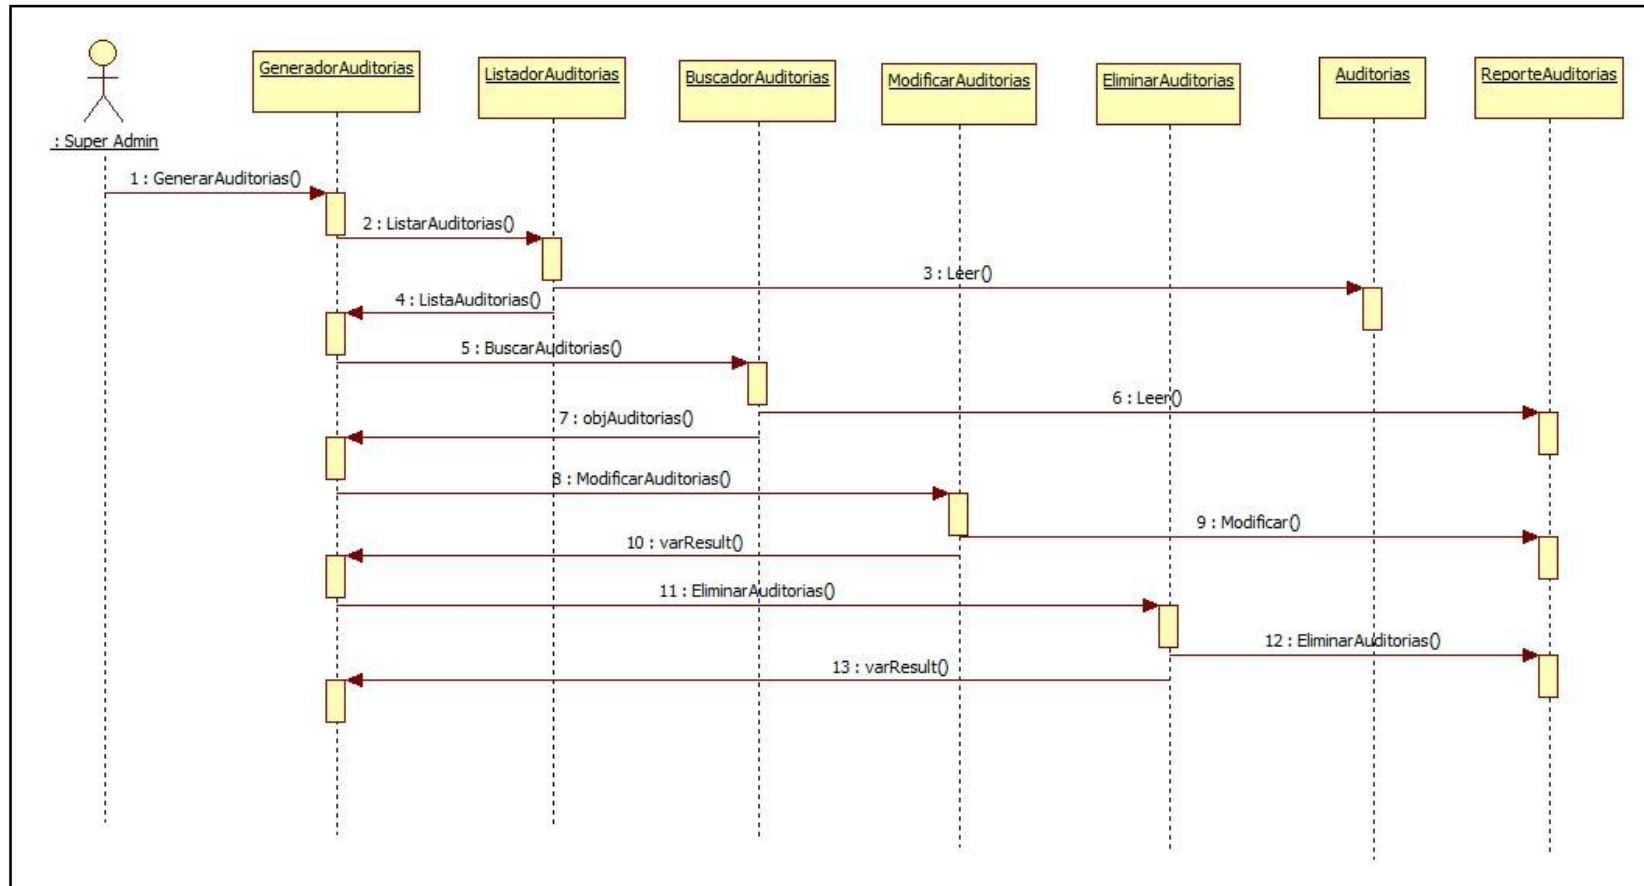 : Super Admin
GeneradorAuditorias
ListadorAuditorias
BuscadorAuditorias
ModificarAuditorias
EliminarAuditorias
Auditorias
ReporteAuditorias
1 : GenerarAuditorias()
2 : ListarAuditorias()
3 : Leer()
4 : ListaAuditorias()
5 : BuscarAuditorias()
6 : Leer()
7 : objAuditorias()
8 : ModificarAuditorias()
9 : Modificar()
10 : varResult()
11 : EliminarAuditorias()
12 : EliminarAuditorias()
13 : varResult()